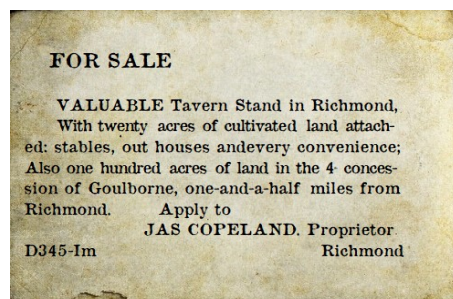 FOR SALE
VALUABLE Tavern Stand in Richmond,
With twenty acres of cultivated land attach-
ed: stables, out houses andevery convenience;
Also one hundred acres of land in the 4 conces-
sion of Goulborne, one-and-a-half miles from
Richmond. Apply to
JAS COPELAND. Proprietor
D345-Im Richmond